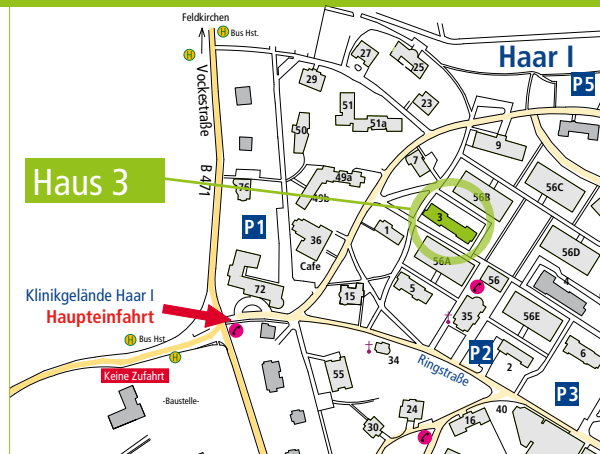 Feldkirchen
H Bus Hst.
H
Vockestraße
B 471
Haar I
P5
27
25
29
23
51
51a
50
9
7
49a
49b
76
56C
56B
Haus 3
3
P1
1
36
Cafe
56A
56D
4
72
5
56
15
35
56E
Klinikgelände Haar I
Haupteinfahrt
H Bus Hst.
H
Keine Zufahrt
-Baustelle-
34
Ringstraße
P2
2
6
55
P3
24
40
30
16